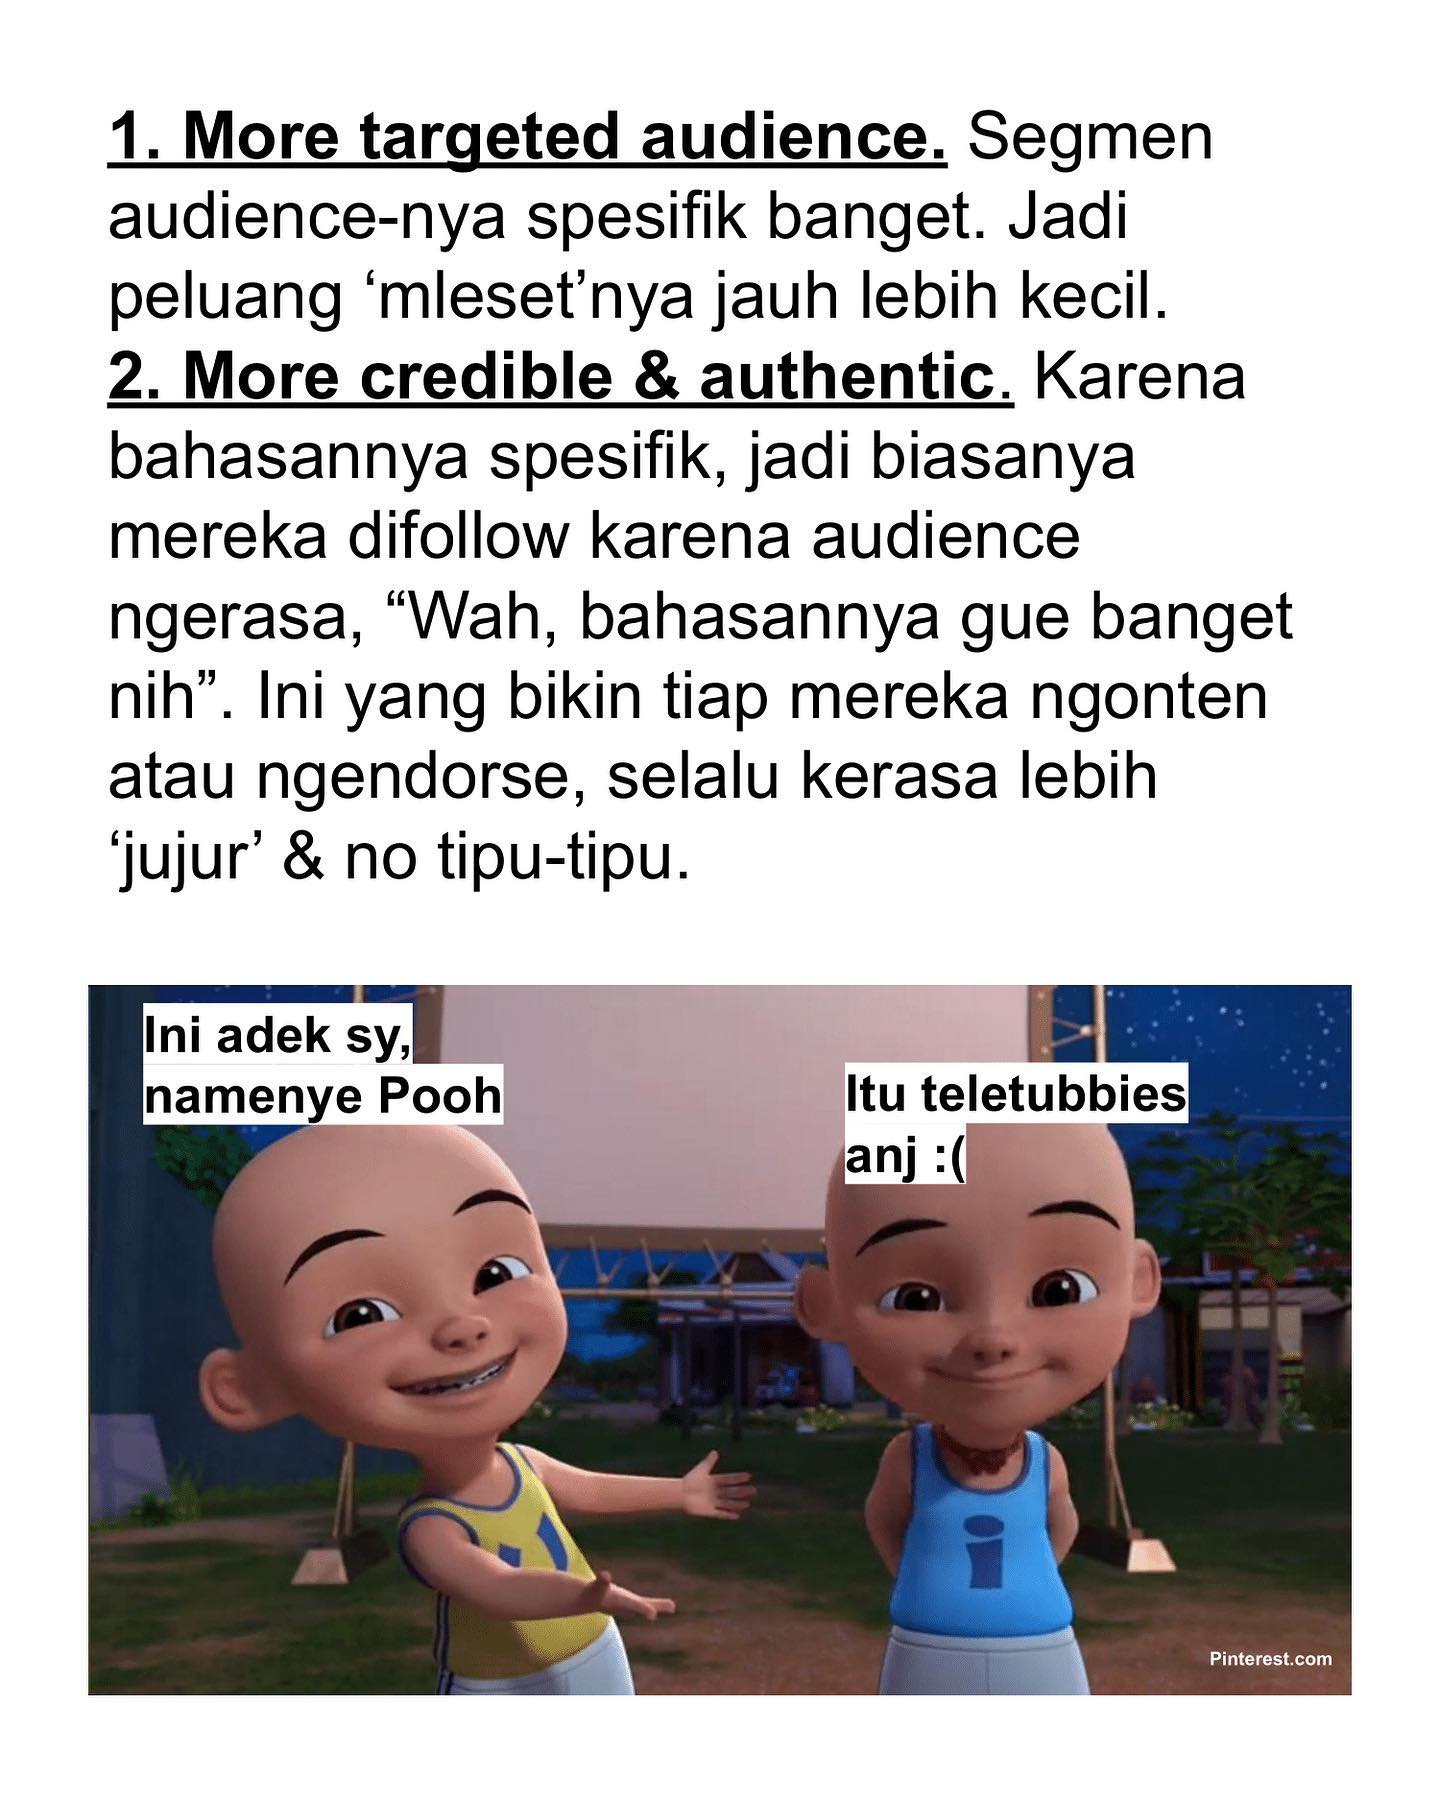 1. More targeted audience. Segmen
audience-nya spesifik banget. Jadi
peluang ‘mleset’nya jauh lebih kecil.
2. More credible & authentic. Karena
bahasannya spesifik, jadi biasanya
mereka difollow karena audience
ngerasa, “Wah, bahasannya gue banget
nih”. Ini yang bikin tiap mereka ngonten
atau ngendorse, selalu kerasa lebih
‘jujur’ & no tipu-tipu.
Ini adek sy,
namenye Pooh
Itu teletubbies
anj :(
i
Pinterest.com